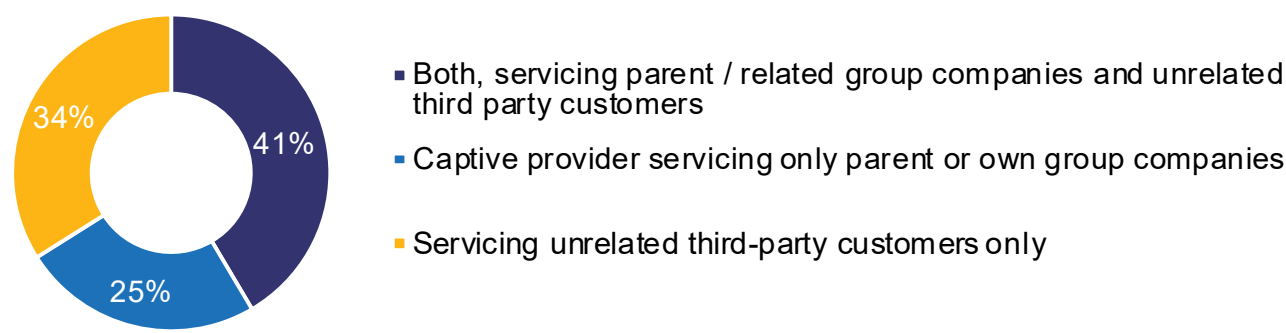 34%
41%
25%
Both, servicing parent / related group companies and unrelated
third party customers
Captive provider servicing only parent or own group companies
Servicing unrelated third-party customers only